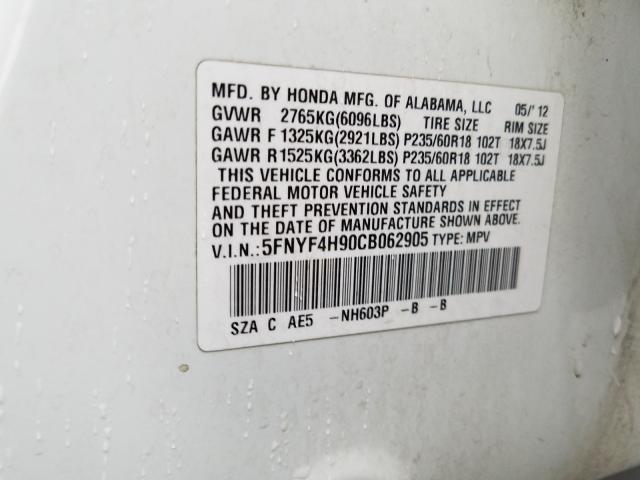 MFD. BY HONDA MFG. OF ALABAMA, LLC 05/'12
GVWR 2765KG(6096LBS) TIRE SIZE RIM SIZE
GAWR F 1325KG(2921LBS) P235/60R18 102T 18X7.5J
GAWR R 1525KG(3362LBS) P235/60R18 102T 18X7.5J
THIS VEHICLE CONFORMS TO ALL APPLICABLE
FEDERAL MOTOR VEHICLE SAFETY
AND THEFT PREVENTION STANDARDS IN EFFECT
ON THE DATE OF MANUFACTURE SHOWN ABOVE.
V.I.N.:5FNYF4H90CB062905 TYPE: MPV
SZA C AE5 -NH603P -B -B